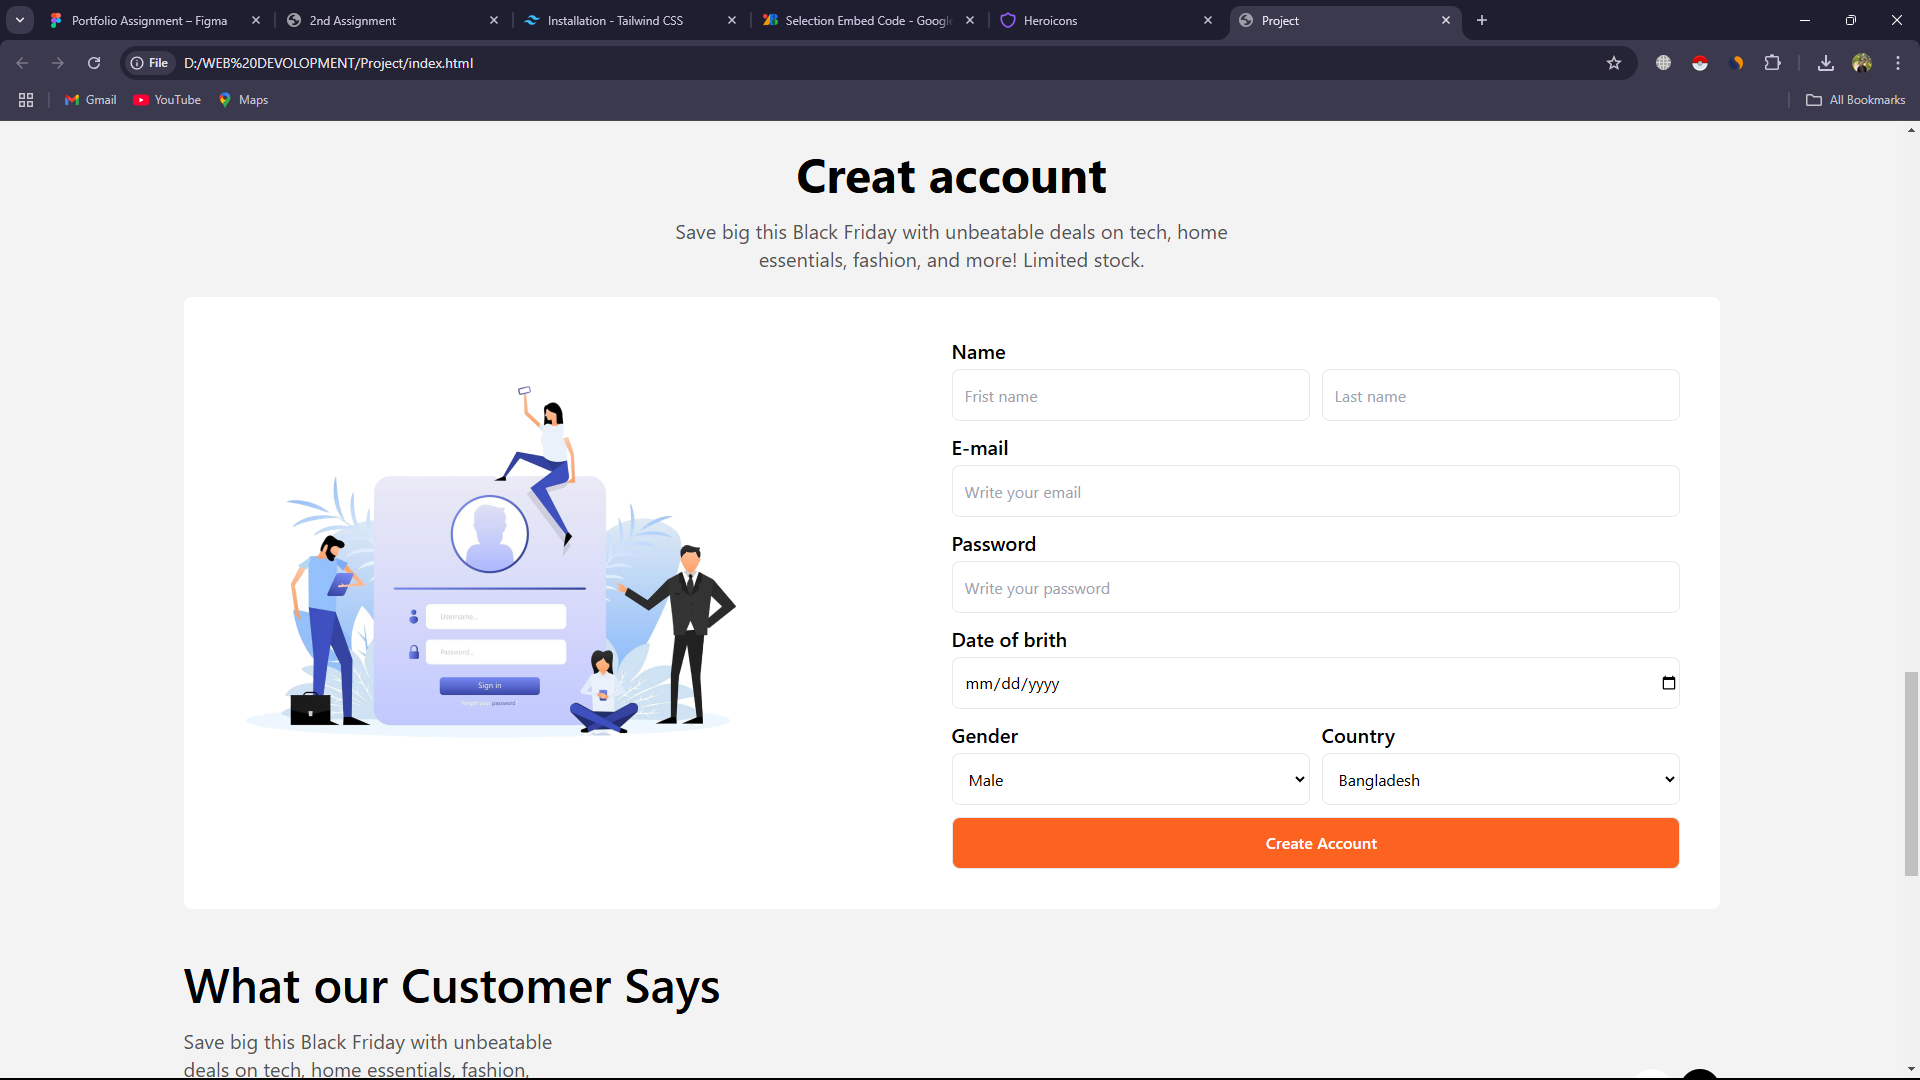 Portfolio Assignment – Figma
2nd Assignment
Installation - Tailwind CSS
Selection Embed Code - Google
Heroicons
Project
File
D:/WEB%20DEVOLOPMENT/Project/index.html
Gmail
YouTube
Maps
All Bookmarks
Creat account
Save big this Black Friday with unbeatable deals on tech, home
essentials, fashion, and more! Limited stock.
Username...
Password...
Sign in
Forgot your password
Name
Frist name
Last name
E-mail
Write your email
Password
Write your password
Date of brith
mm/dd/yyyy
Gender
Country
Male
Bangladesh
Create Account
What our Customer Says
Save big this Black Friday with unbeatable
deals on tech, home essentials, fashion,